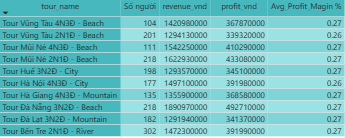 tour_name Số người revenue_vnd profit_vnd Avg_Profit_Magin %
Tour Vũng Tàu 4N3Đ - Beach 104 1420980000 367870000 0.27
Tour Vũng Tàu 2N1Đ - Beach 201 1294130000 339320000 0.26
Tour Mũi Né 4N3Đ - Beach 111 1542250000 410290000 0.27
Tour Mũi Né 2N1Đ - Beach 218 1622930000 433080000 0.27
Tour Huế 3N2Đ - City 198 1293570000 345100000 0.27
Tour Hà Nội 4N3Đ - City 177 1497100000 391980000 0.26
Tour Hà Giang 4N3Đ - Mountain 135 1355900000 368580000 0.27
Tour Đà Nẵng 3N2Đ - Beach 218 1890970000 492710000 0.27
Tour Đà Lạt 3N2Đ - Mountain 182 1291940000 341370000 0.27
Tour Bến Tre 2N1Đ - River 302 1472300000 391990000 0.27